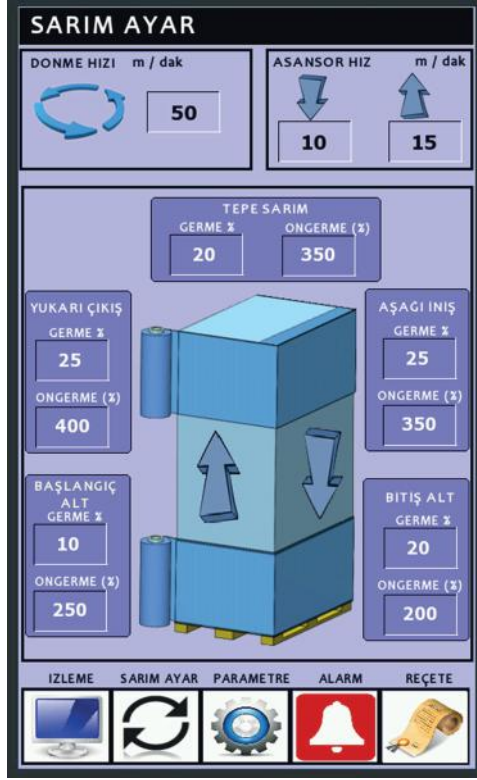 SARIM AYAR
DONME HIZI m / dak
50
ASANSOR HIZ m / dak
10 15
TEPE SARIM
GERME % ONGERME (%)
20 350
YUKARI ÇIKIŞ
GERME %
25
ONGERME (%)
400
AŞAGI INIŞ
GERME %
25
ONGERME (%)
350
BAŞLANGIÇ
ALT
GERME %
10
ONGERME (%)
250
BITIŞ ALT
GERME %
20
ONGERME (%)
200
IZLEME SARIM AYAR PARAMETRE ALARM REÇETE